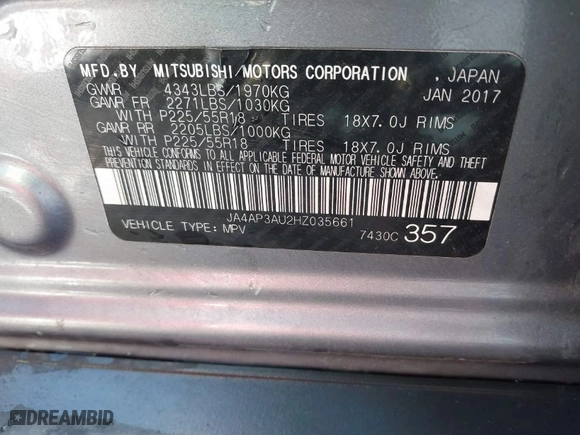 MFD.BY MITSUBISHI MOTORS CORPORATION , JAPAN
GVWR 4343LBS/1970KG JAN 2017
GAWR FR 2271LBS/1030KG
WITH P225/55R18 TIRES 18X7.0J RIMS
GAWR RR 2205LBS/1000KG
WITH P225/55R18 TIRES 18X7.0J RIMS
THIS VEHICLE CONFORMS TO ALL APPLICABLE FEDERAL MOTOR VEHICLE SAFETY AND THEFT
PREVENTION STANDARDS IN EFFECT ON THE DATE OF MANUFACTURE SHOWN ABOVE.
JA4AP3AU2HZ035661
VEHICLE TYPE: MPV 7430C 357
DREAMBID